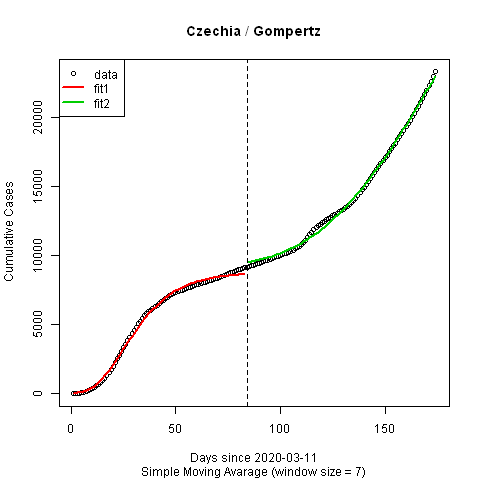 Czechia / Gompertz
data
fit1
fit2
Cumulative Cases
20000
15000
10000
5000
0
0 50 100 150
Days since 2020-03-11
Simple Moving Avarage (window size = 7)